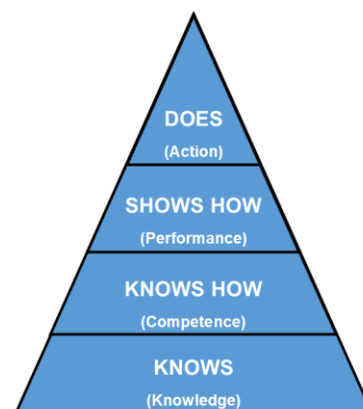 DOES
(Action)
SHOWS HOW
(Performance)
KNOWS HOW
(Competence)
KNOWS
(Knowledge)